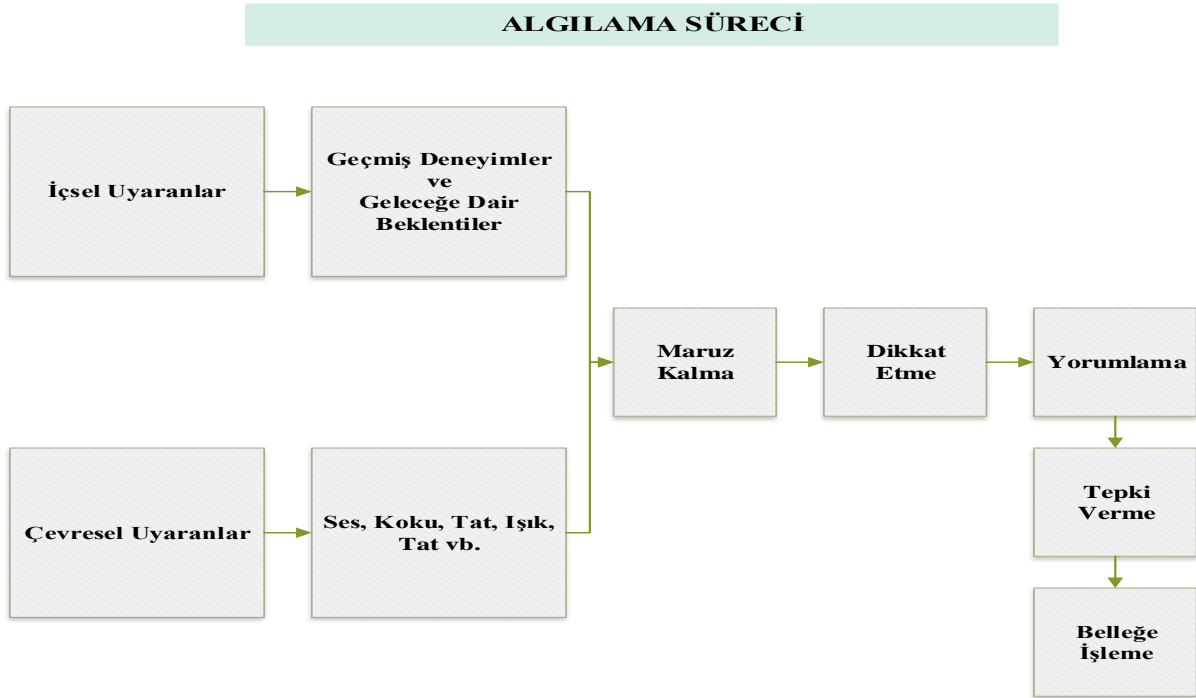 ALGILAMA SÜRECİ
İçsel Uyaranlar
Geçmiş Deneyimler
ve
Geleceğe Dair
Beklentiler
Çevresel Uyaranlar
Ses, Koku, Tat, Işık,
Tat vb.
Maruz
Kalma
Dikkat
Etme
Yorumlama
Tepki
Verme
Belleğe
İşleme